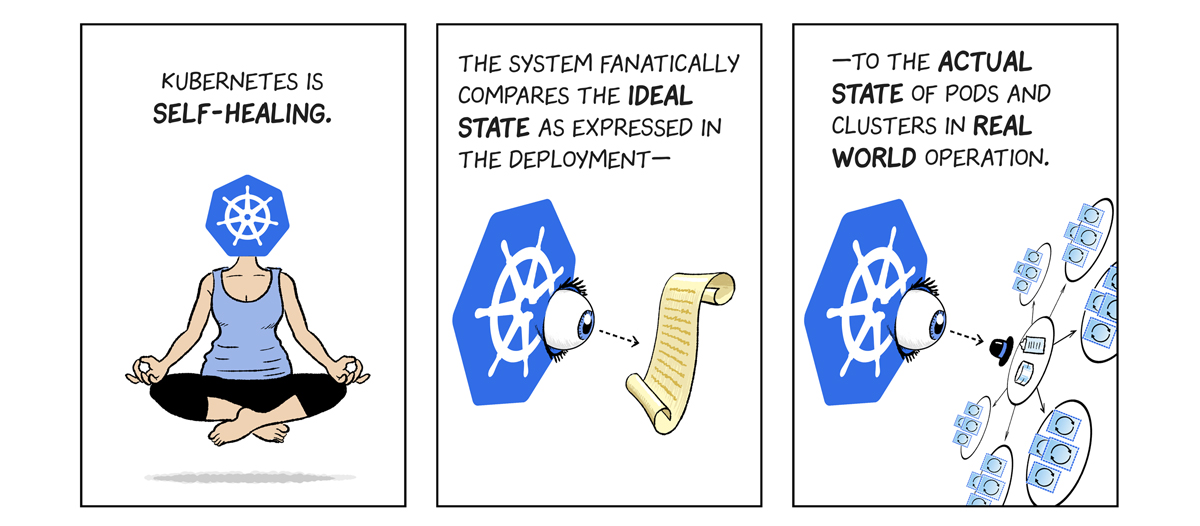 KUBERNETES IS
SELF-HEALING.
THE SYSTEM FANATICALLY
COMPARES THE IDEAL
STATE AS EXPRESSED IN
THE DEPLOYMENT—
—TO THE ACTUAL
STATE OF PODS AND
CLUSTERS IN REAL
WORLD OPERATION.